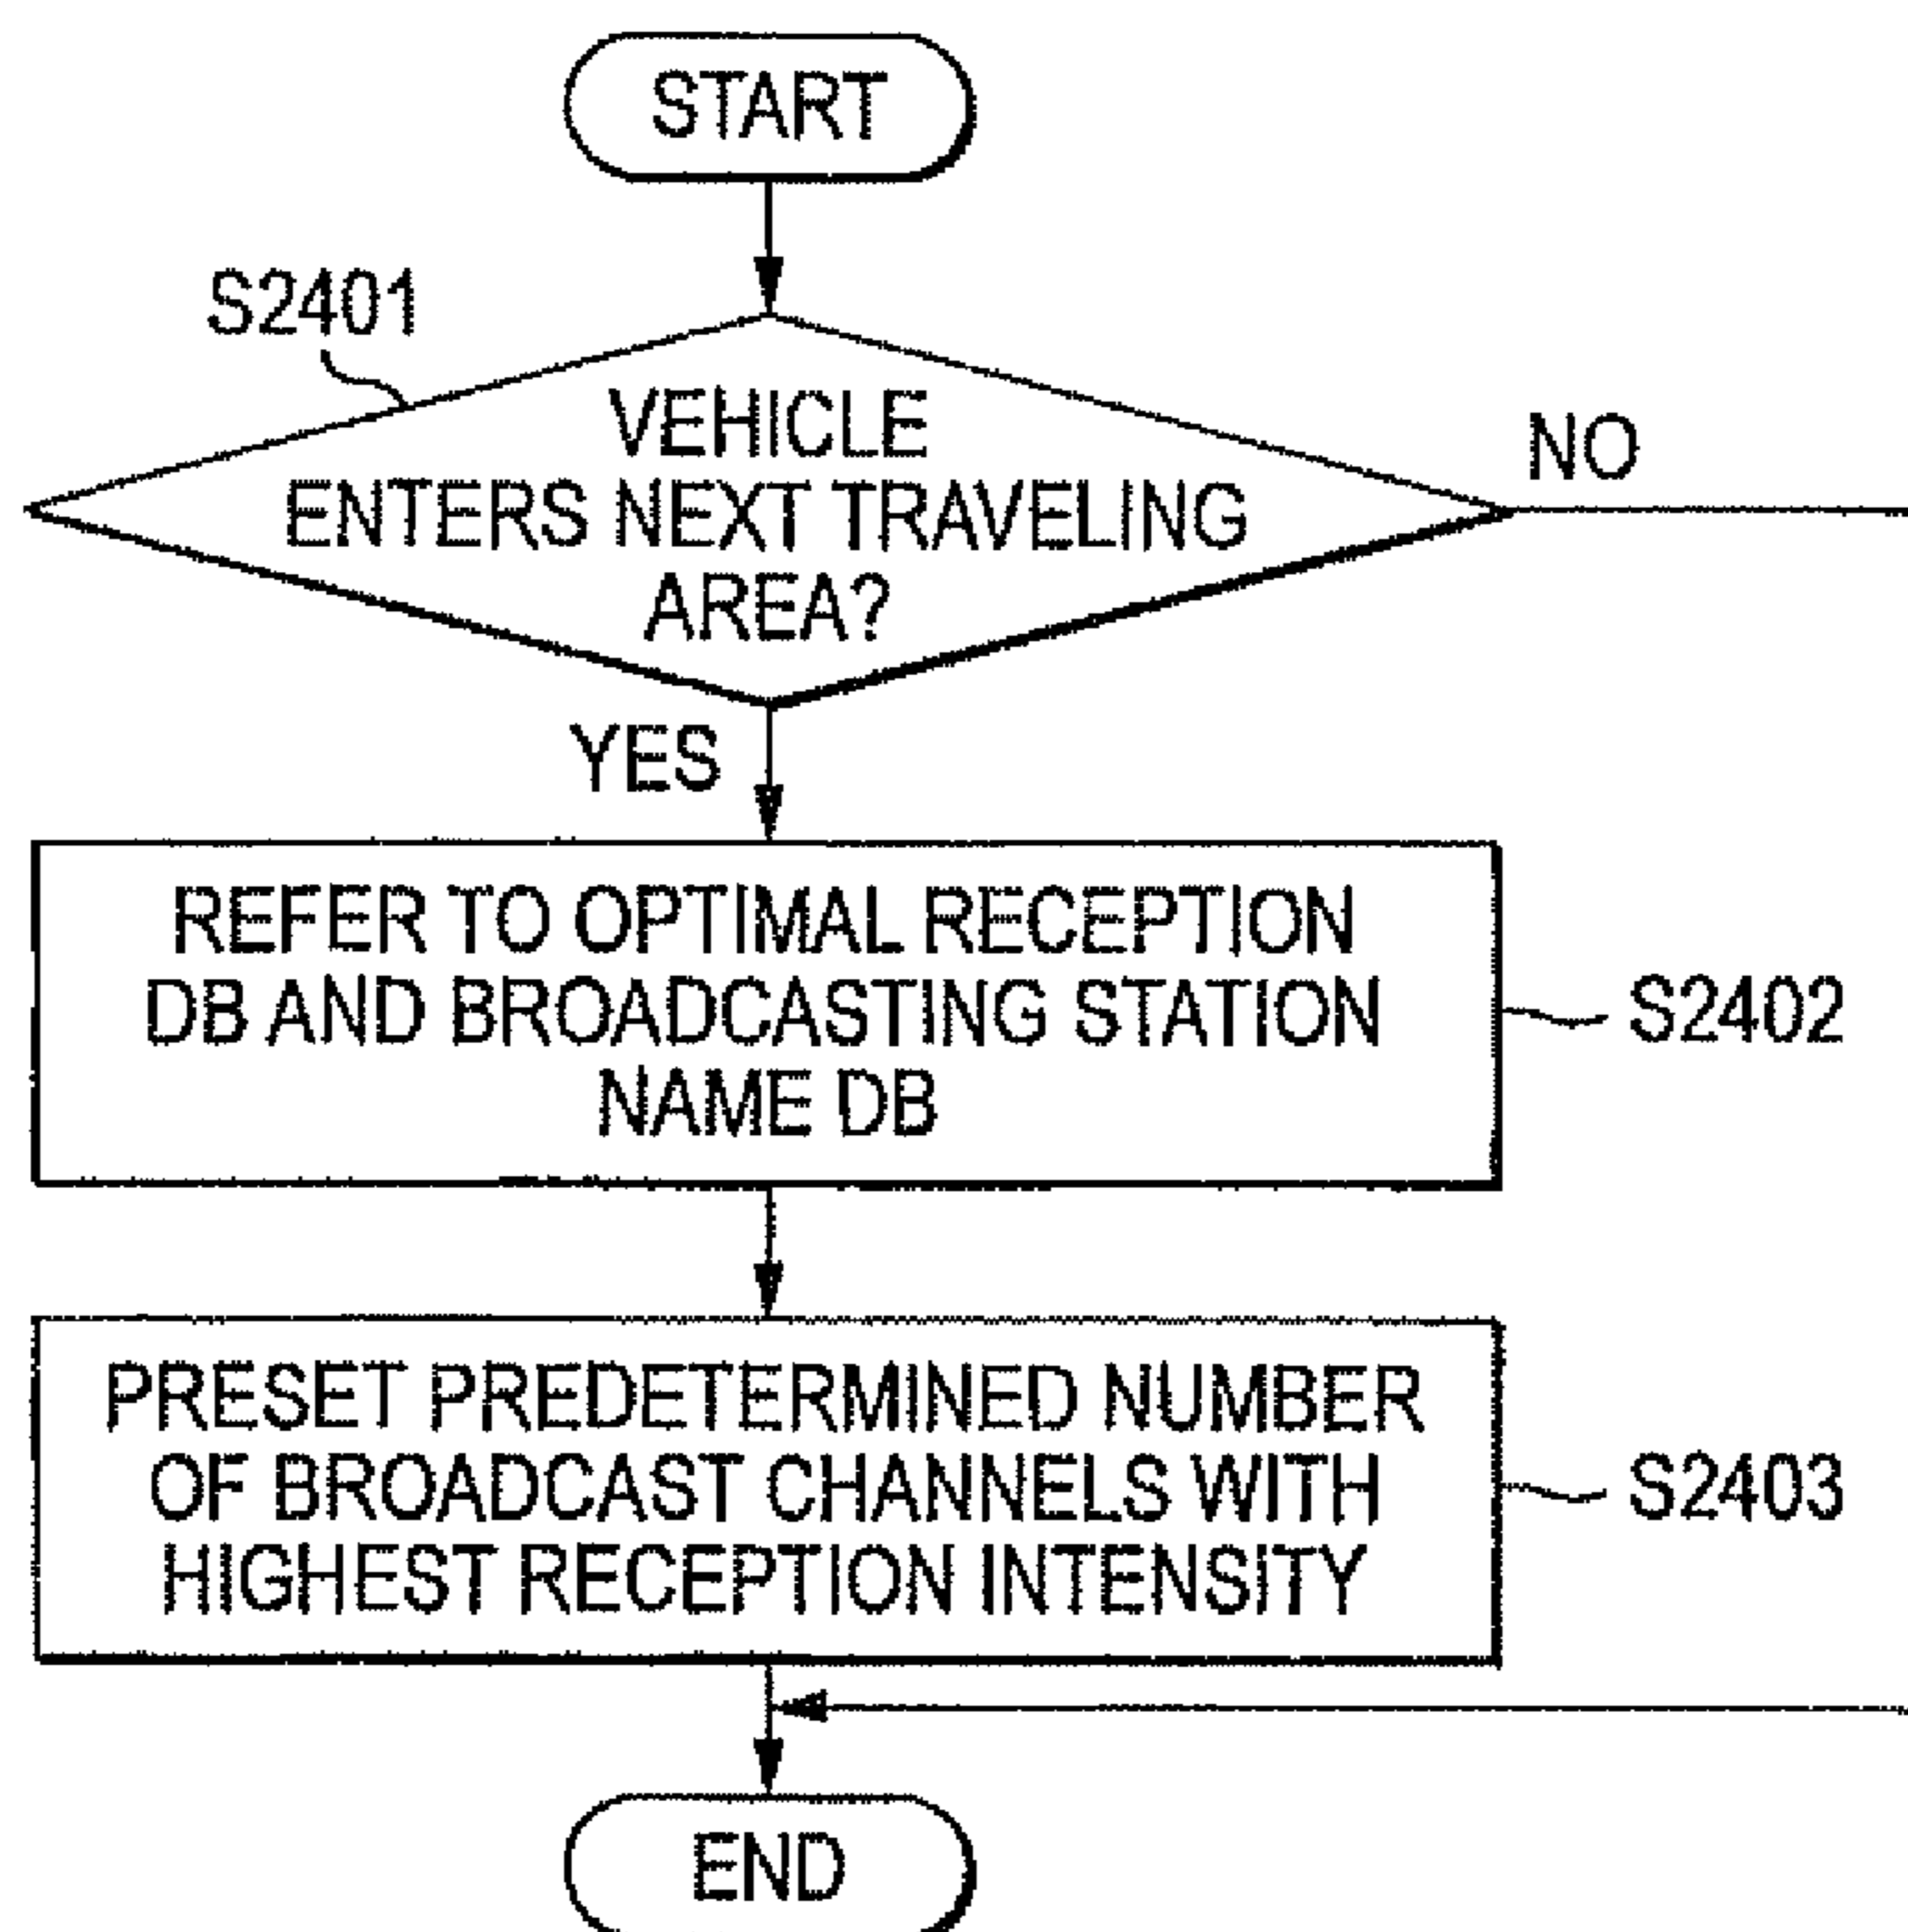 START
S2401
VEHICLE
ENTERS NEXT TRAVELING
AREA?
NO
YES
REFER TO OPTIMAL RECEPTION
DB AND BROADCASTING STATION
NAME DB
S2402
PRESET PREDETERMINED NUMBER
OF BROADCAST CHANNELS WITH
HIGHEST RECEPTION INTENSITY
S2403
END